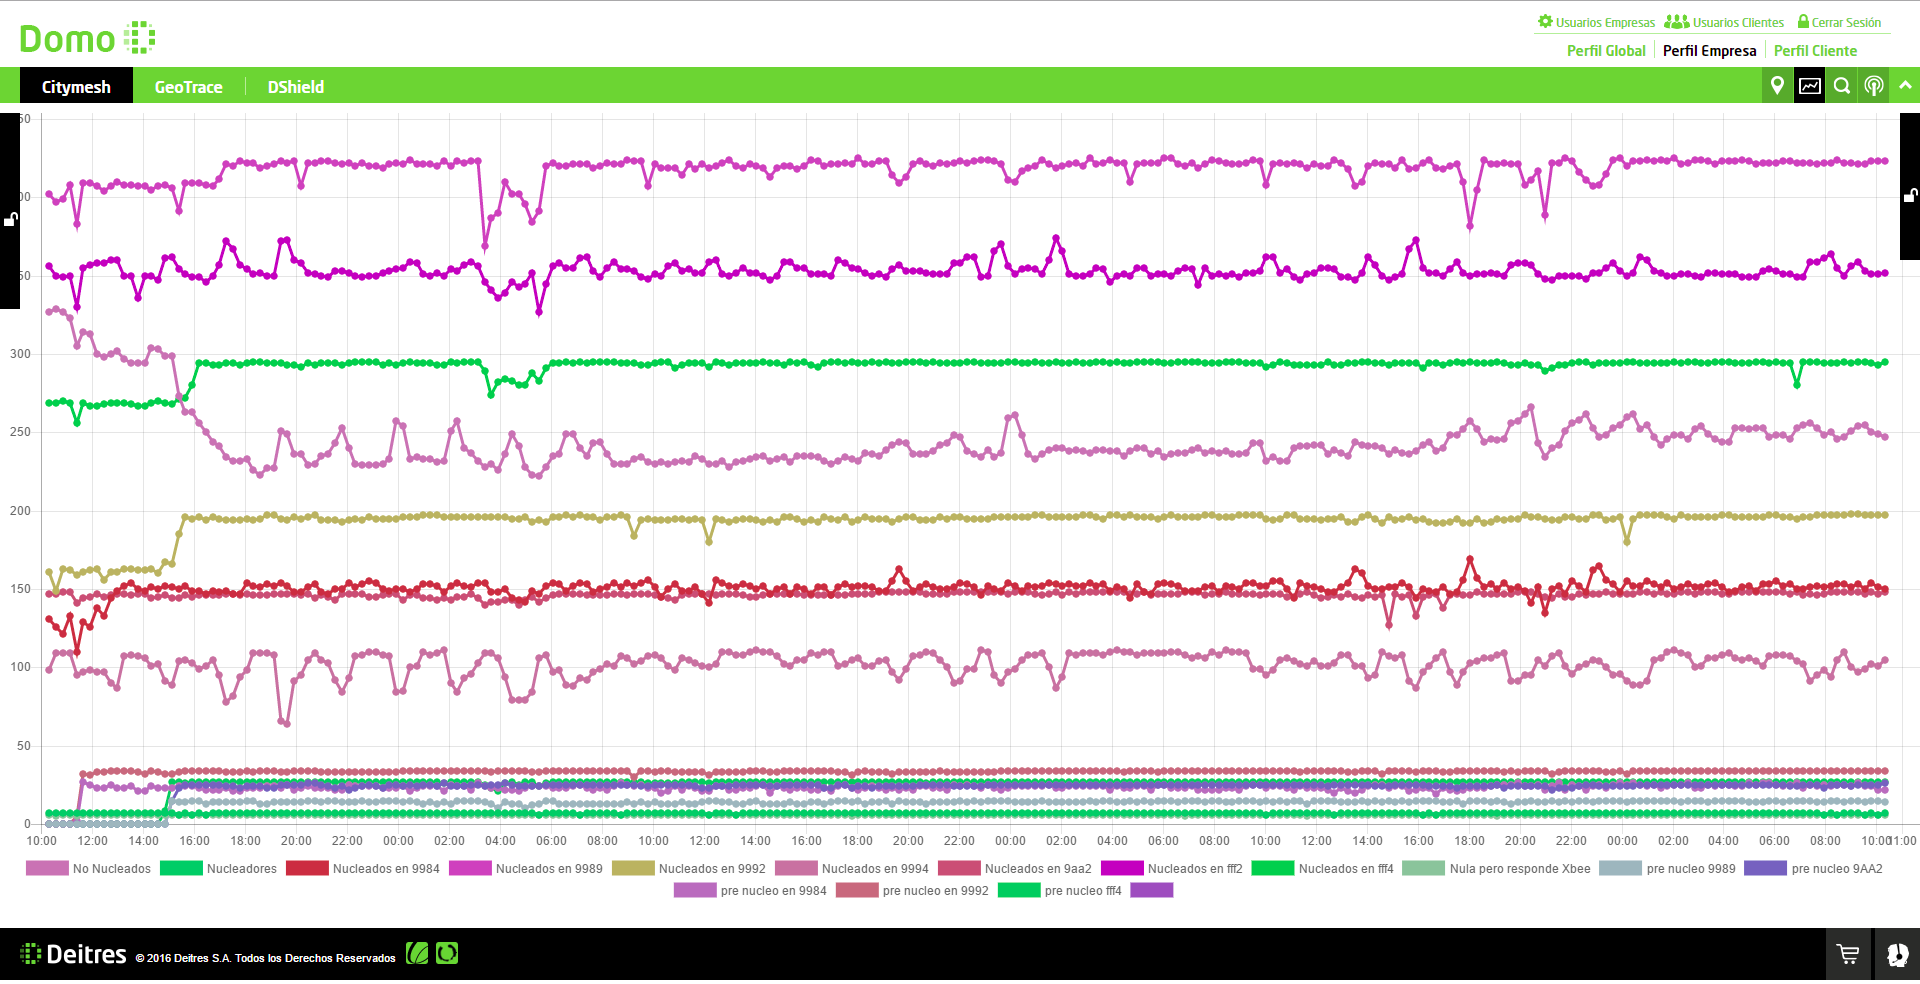 Usuarios Empresas Usuarios Clientes Cerrar Sesión
Domo
Perfil Global Perfil Empresa Perfil Cliente
Citymesh GeoTrace DShield
50
00
50
300
250
200
150
100
50
0
10:00 12:00 14:00 16:00 18:00 20:00 22:00 00:00 02:00 04:00 06:00 08:00 10:00 12:00 14:00 16:00 18:00 20:00 22:00 00:00 02:00 04:00 06:00 08:00 10:00 12:00 14:00 16:00 18:00 20:00 22:00 00:00 02:00 04:00 06:00 08:00 10:00 11:00
No Nucleados Nucleadores Nucleados en 9984 Nucleados en 9989 Nucleados en 9992 Nucleados en 9994 Nucleados en 9aa2 Nucleados en fff2 Nucleados en fff4 Nula pero responde Xbee pre nucleo 9989 pre nucleo 9AA2
pre nucleo en 9984 pre nucleo en 9992 pre nucleo fff4
Deitres © 2016 Deitres S.A. Todos los Derechos Reservados